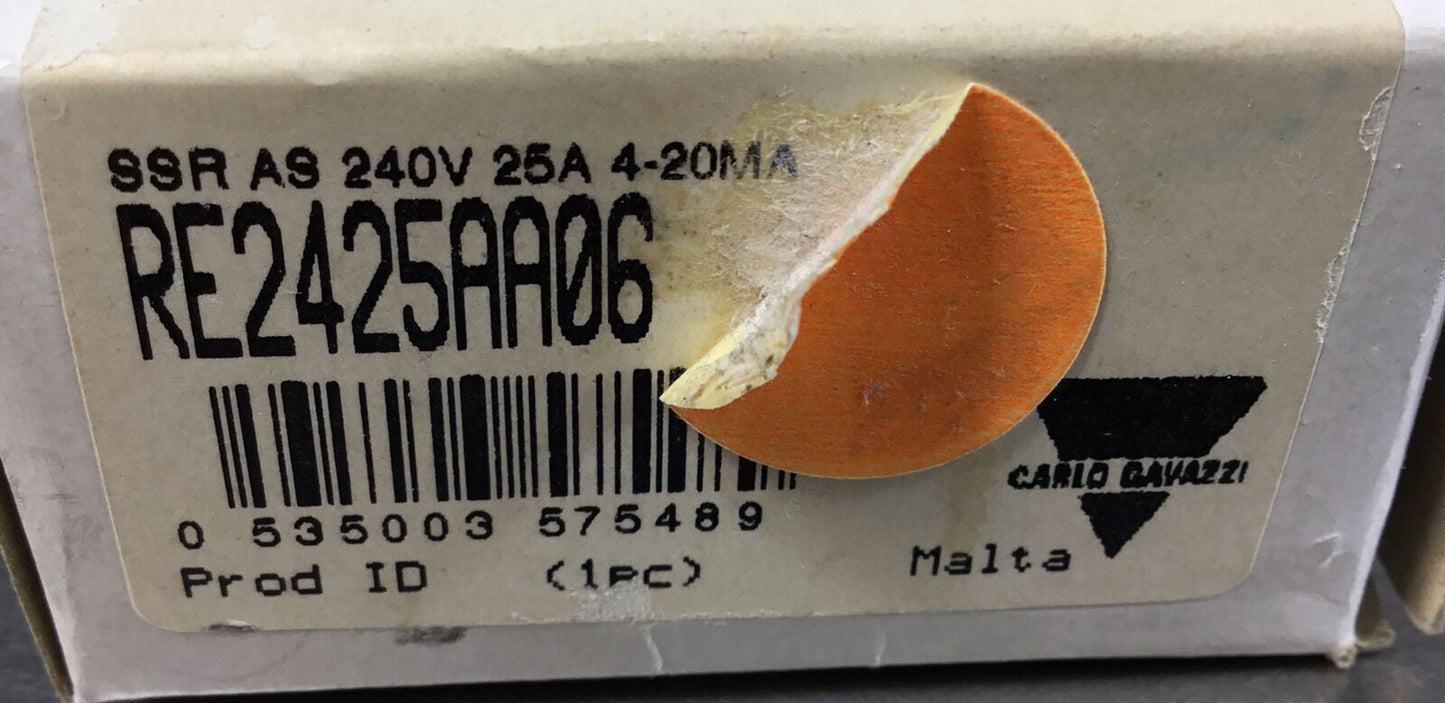 SSR AS 240V 25A 4-20MA
RE2425AA06
0 535003 575489
Prod ID (1pc)
Malta
CARLO GAVAZZI